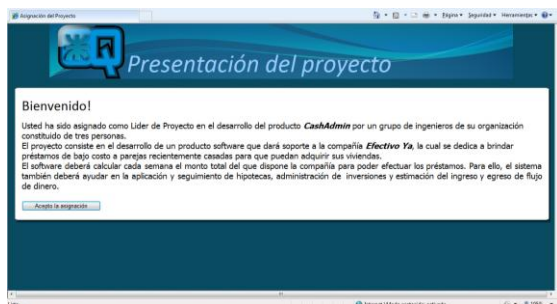 Asignación del Proyecto
Página Seguridad Herramientas
Presentación del proyecto
Bienvenido!
Usted ha sido asignado como Lider de Proyecto en el desarrollo del producto CashAdmin por un grupo de ingenieros de su organización
constituido de tres personas.
El proyecto consiste en el desarrollo de un producto software que dará soporte a la compañía Efectivo Ya, la cual se dedica a brindar
préstamos de bajo costo a parejas recientemente casadas para que puedan adquirir sus viviendas.
El software deberá calcular cada semana el monto total del que dispone la compañía para poder efectuar los préstamos. Para ello, el sistema
también deberá ayudar en la aplicación y seguimiento de hipotecas, administración de inversiones y estimación del ingreso y egreso de flujo
de dinero.
Acepto la asignación